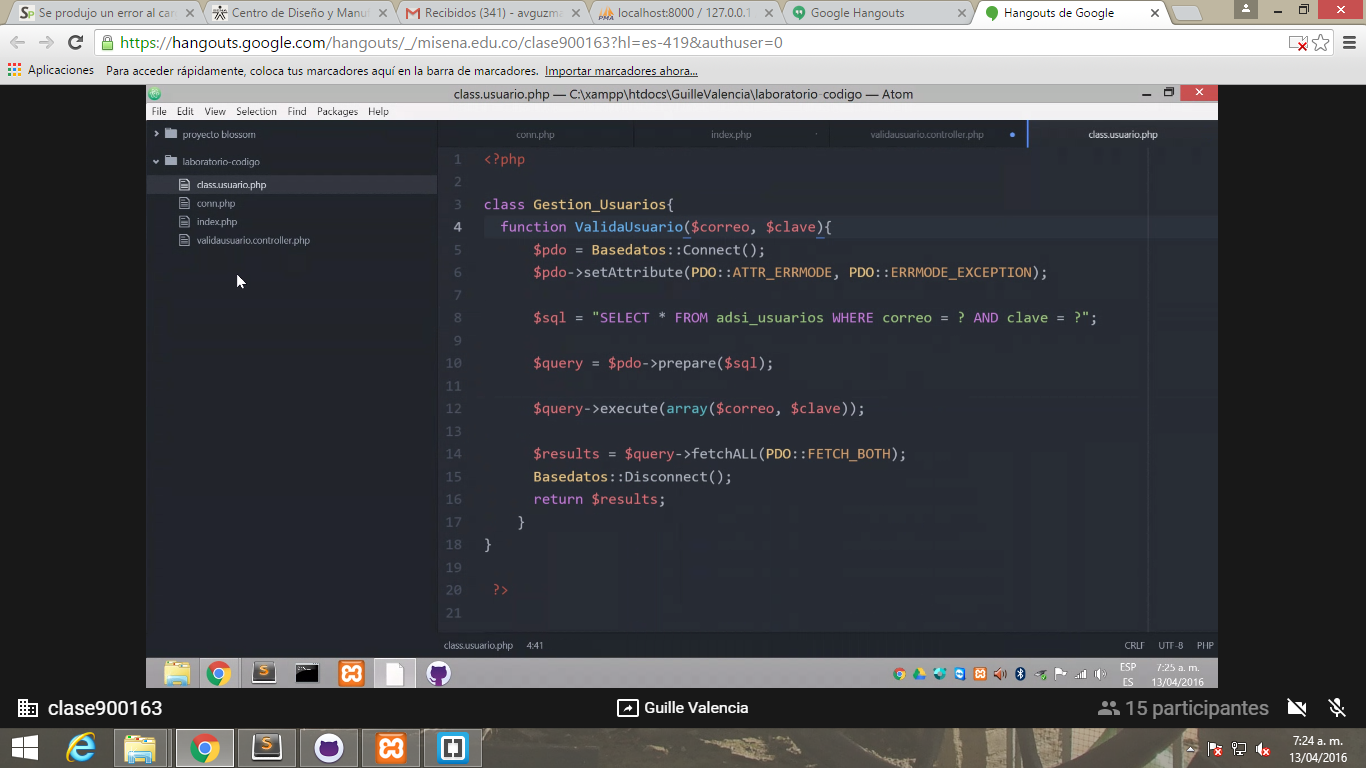 Se produjo un error al car
Centro de Diseño y Manu
Recibidos (341) - avguzma
localhost:8000 / 127.0.0.1
Google Hangouts
Hangouts de Google
https://hangouts.google.com/hangouts/_/misena.edu.co/clase900163?hl=es-419&authuser=0
Aplicaciones Para acceder rápidamente, coloca tus marcadores aquí en la barra de marcadores. Importar marcadores ahora...
class.usuario.php — C:\xampp\htdocs\GuilleValencia\laboratorio-codigo — Atom
File Edit View Selection Find Packages Help
proyecto blossom
laboratorio-codigo
class.usuario.php
conn.php
index.php
validausuario.controller.php
conn.php index.php validausuario.controller.php class.usuario.php
1 <?php
2
3 class Gestion_Usuarios{
4 function ValidaUsuario($correo, $clave){
5 $pdo = Basedatos::Connect();
6 $pdo->setAttribute(PDO::ATTR_ERRMODE, PDO::ERRMODE_EXCEPTION);
7
8 $sql = "SELECT * FROM adsi_usuarios WHERE correo = ? AND clave = ?";
9
10 $query = $pdo->prepare($sql);
11
12 $query->execute(array($correo, $clave));
13
14 $results = $query->fetchALL(PDO::FETCH_BOTH);
15 Basedatos::Disconnect();
16 return $results;
17 }
18 }
19
20 ?>
21
class.usuario.php 4:41 CRLF UTF-8 PHP
ESP
ES
7:25 a. m.
13/04/2016
clase900163
Guille Valencia
15 participantes
7:24 a. m.
13/04/2016